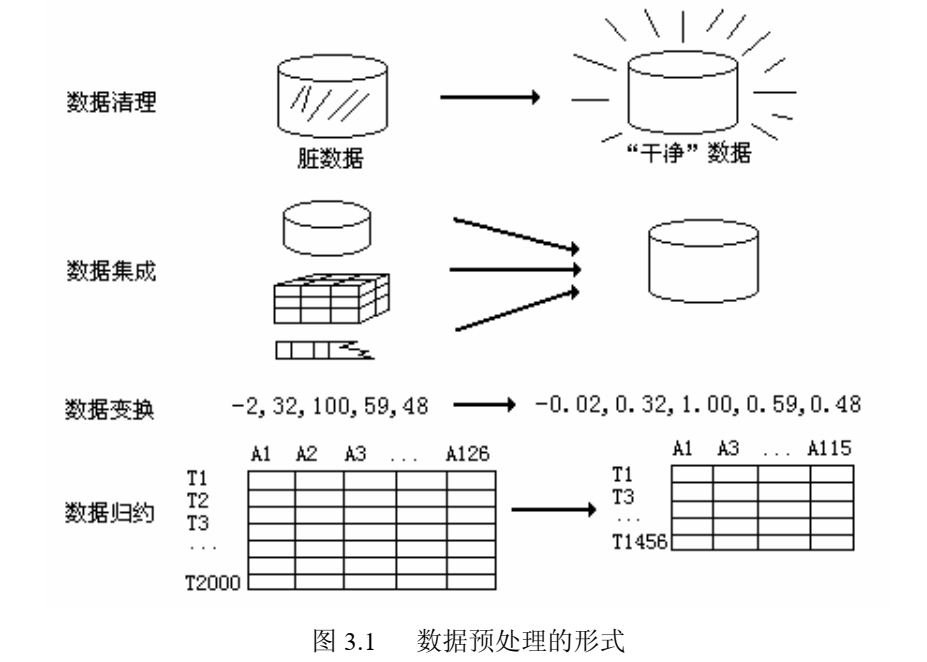 数据清理
脏数据
“干净”数据
数据集成
数据变换
-2,32,100,59,48
-0.02,0.32,1.00,0.59,0.48
A1 A2 A3 ... A126
A1 A3 ... A115
数据归约
T1
T2
T3
...
T2000
T1
T3
...
T1456
图 3.1 数据预处理的形式